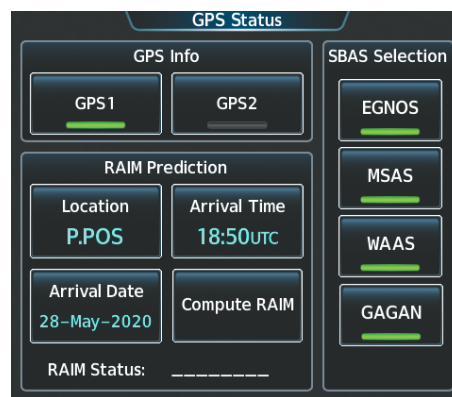 GPS Status
GPS Info
GPS1
GPS2
RAIM Prediction
Location
P.POS
Arrival Time
18:50UTC
Arrival Date
28-May-2020
Compute RAIM
RAIM Status: ________
SBAS Selection
EGNOS
MSAS
WAAS
GAGAN